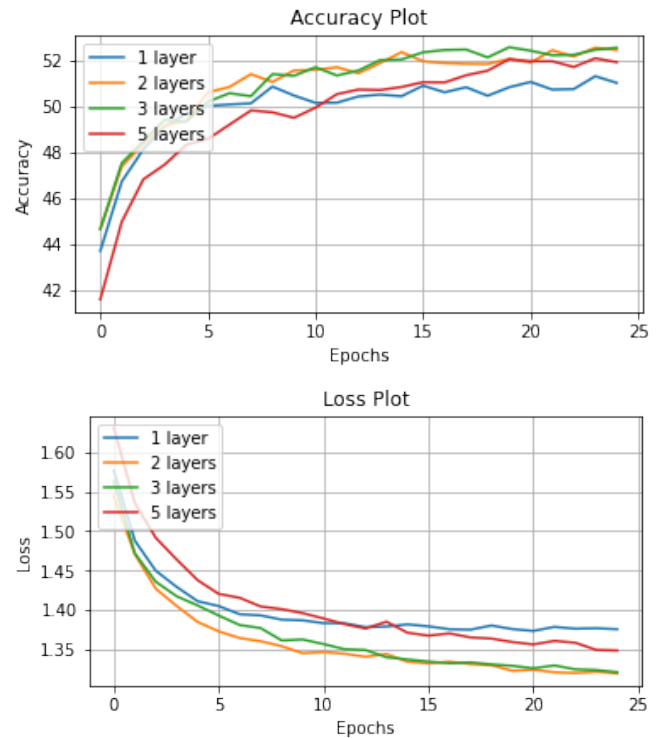 Accuracy Plot
52
50
48
46
44
42
Accuracy
1 layer
2 layers
3 layers
5 layers
0
5
10
15
20
25
Epochs
Loss Plot
1.60
1.55
1.50
1.45
1.40
1.35
Loss
1 layer
2 layers
3 layers
5 layers
0
5
10
15
20
25
Epochs